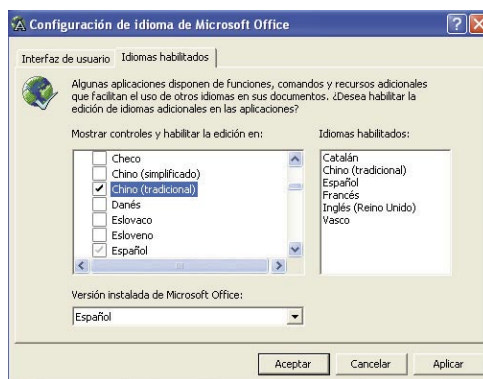 Configuración de idioma de Microsoft Office
Interfaz de usuario
Idiomas habilitados
Algunas aplicaciones disponen de funciones, comandos y recursos adicionales
que facilitan el uso de otros idiomas en sus documentos. ¿Desea habilitar la
edición de idiomas adicionales en las aplicaciones?
Mostrar controles y habilitar la edición en:
Checo
Chino (simplificado)
Chino (tradicional)
Danés
Eslovaco
Esloveno
Español
Idiomas habilitados:
Catalán
Chino (tradicional)
Español
Francés
Inglés (Reino Unido)
Vasco
Versión instalada de Microsoft Office:
Español
Aceptar
Cancelar
Aplicar